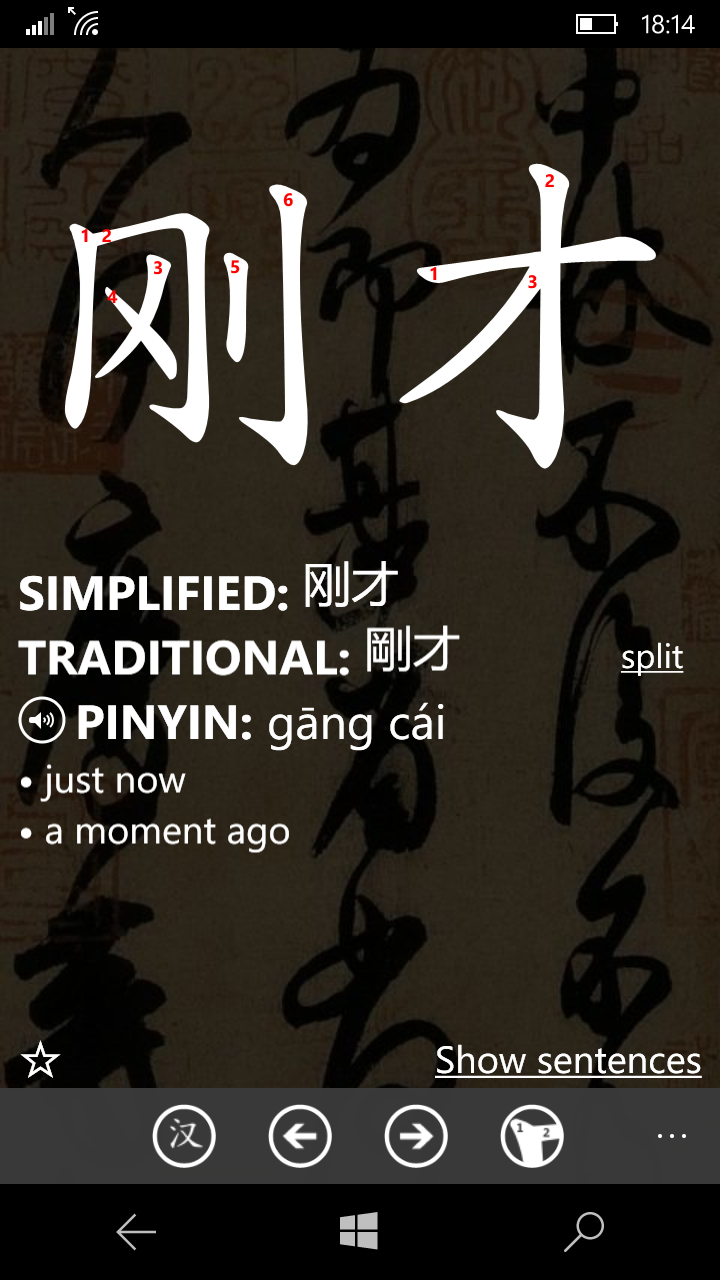 18:14
刚才
1 2 3 4 5 6 1 2 3
SIMPLIFIED: 刚才
TRADITIONAL: 剛才
split
PINYIN: gāng cái
• just now
• a moment ago
Show sentences
汉
1 2
...